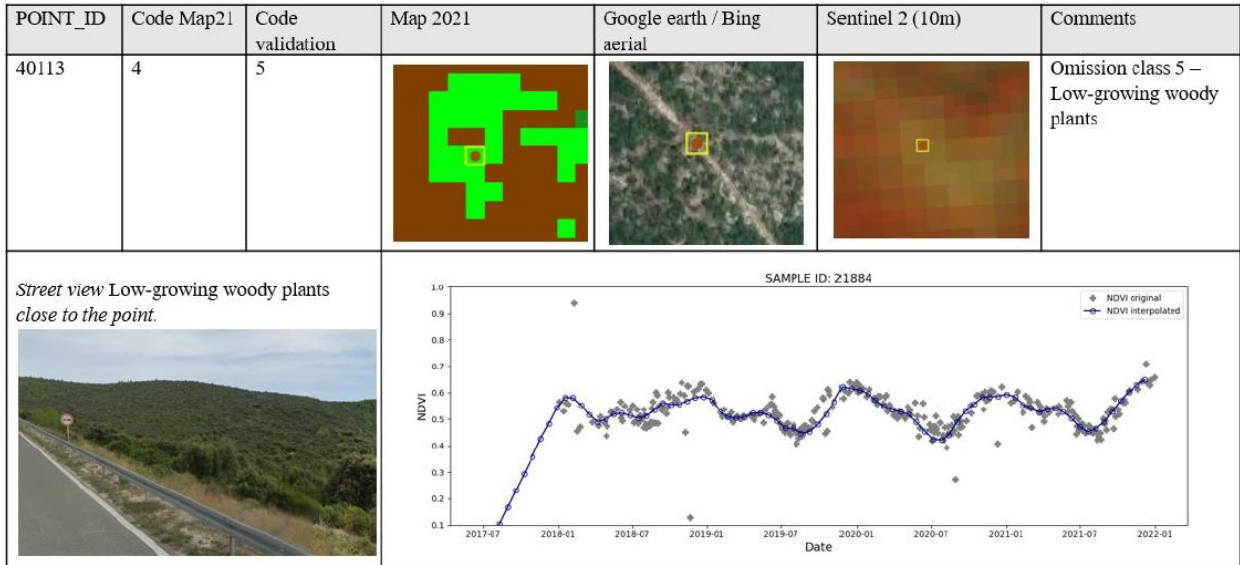 POINT_ID
Code Map21
Code
validation
Map 2021
Google earth / Bing
aerial
Sentinel 2 (10m)
Comments
40113
4
5
Omission class 5 –
Low-growing woody
plants
Street view Low-growing woody plants
close to the point.
SAMPLE ID: 21884
NDVI original
NDVI interpolated
NDVI
1.0
0.9
0.8
0.7
0.6
0.5
0.4
0.3
0.2
0.1
2017-07
2018-01
2018-07
2019-01
2019-07
2020-01
2020-07
2021-01
2021-07
2022-01
Date